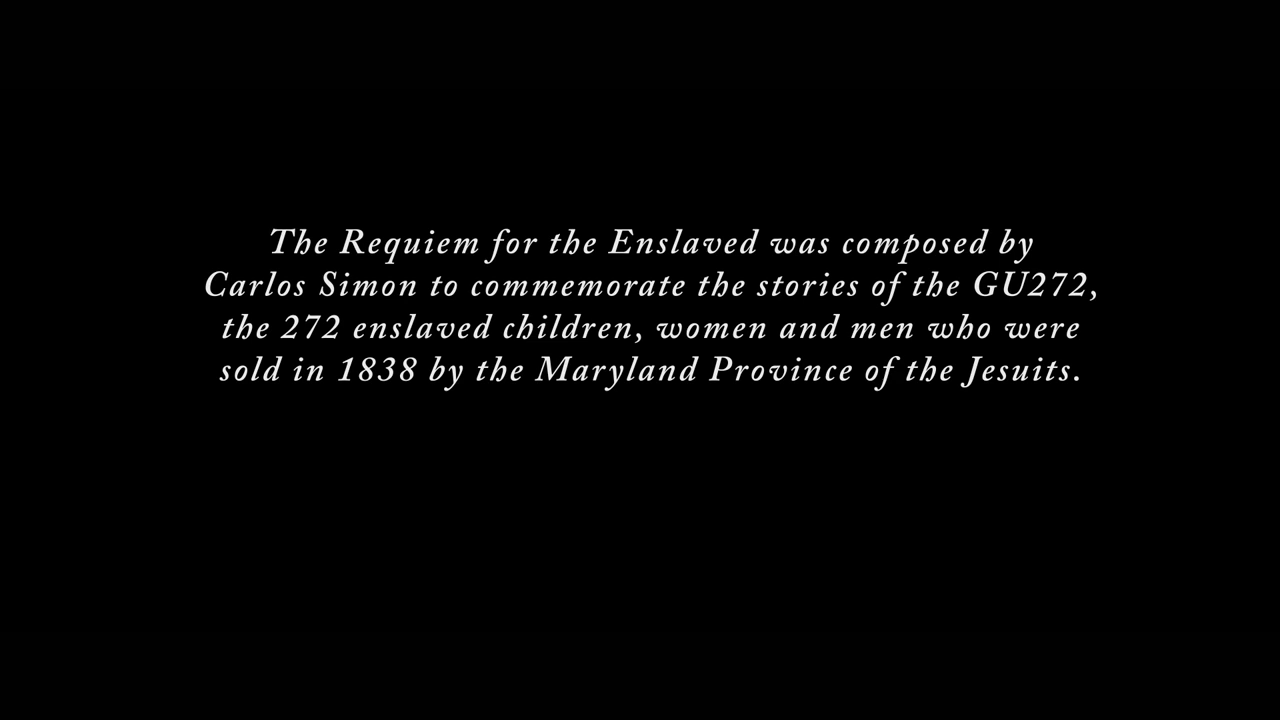 The Requiem for the Enslaved was composed by
Carlos Simon to commemorate the stories of the GU272,
the 272 enslaved children, women and men who were
sold in 1838 by the Maryland Province of the Jesuits.